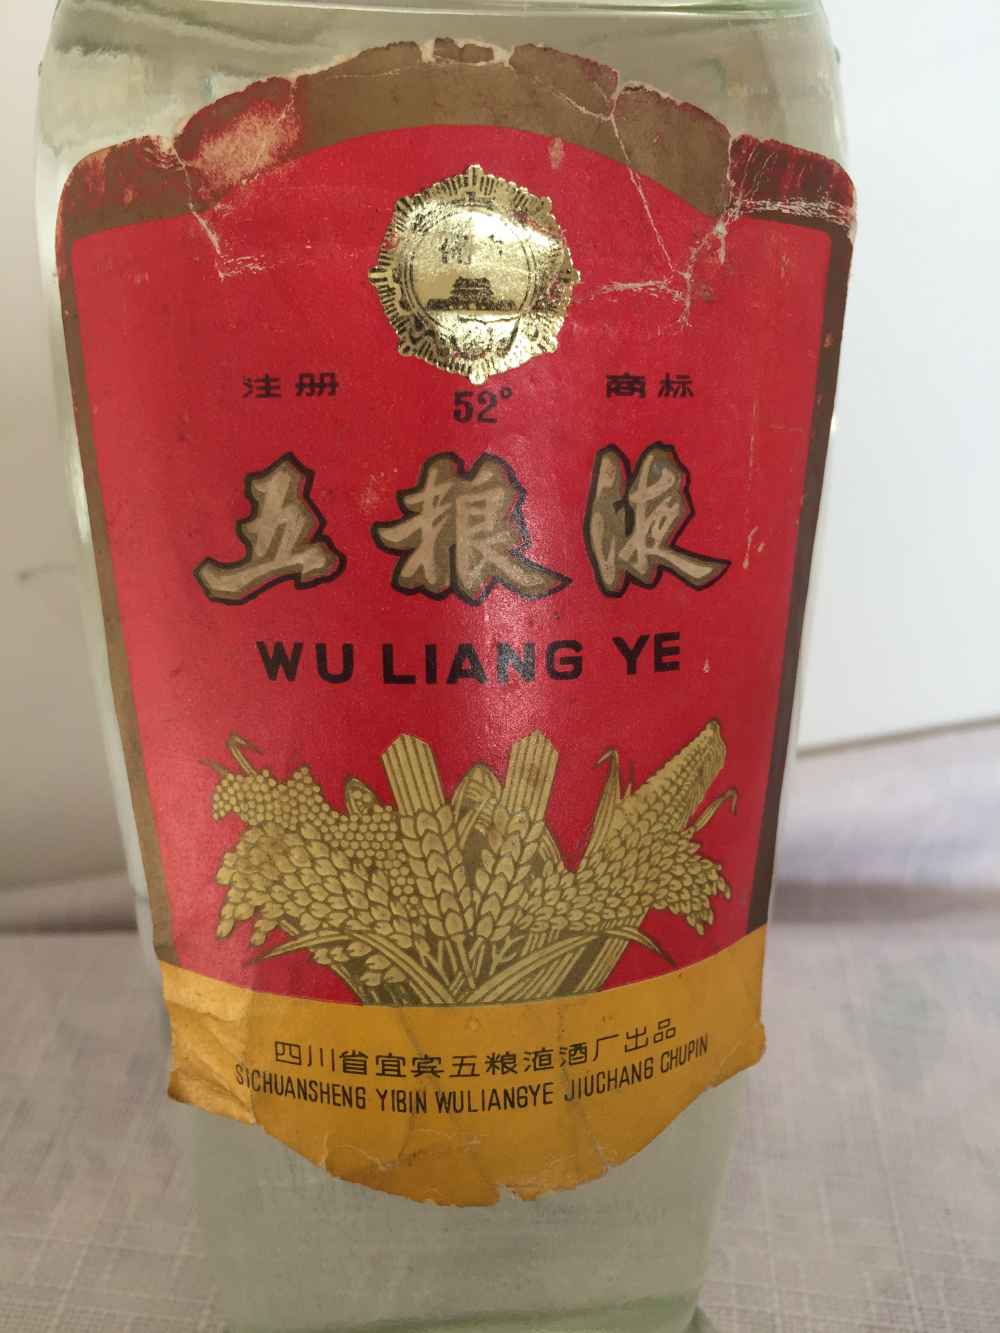 注册 商标
52°
五粮液
WU LIANG YE
四川省宜宾五粮液酒厂出品
SICHUANSHENG YIBIN WULIANGYE JIUCHANG CHUPIN